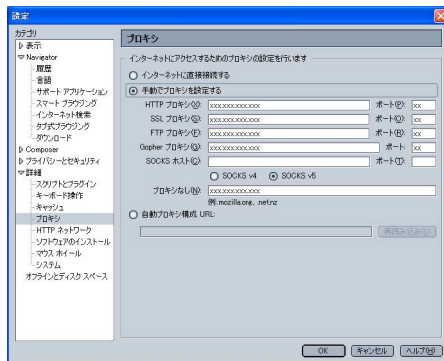 設定
カテゴリ
表示
Navigator
履歴
言語
サポート アプリケーション
スマート ブラウジング
インターネット検索
タブ式ブラウジング
ダウンロード
Composer
プライバシーとセキュリティ
詳細
スクリプトとプラグイン
キーボード操作
キャッシュ
プロキシ
HTTP ネットワーク
ソフトウェアのインストール
マウス ホイール
システム
オフラインとディスク スペース
プロキシ
インターネットにアクセスするためのプロキシの設定を行います
インターネットに直接接続する
手動でプロキシを設定する
HTTP プロキシ(Y): xxx.xxx.xxx.xxx ポート(P): xx
SSL プロキシ(S): xxx.xxx.xxx.xxx ポート(O): xx
FTP プロキシ(F): xxx.xxx.xxx.xxx ポート(R): xx
Gopher プロキシ(G): xxx.xxx.xxx.xxx ポート: xx
SOCKS ホスト(C): ポート(T):
SOCKS v4 SOCKS v5
プロキシなし(N): xxx.xxx.xxx.xxx
例: mozilla.org, .net.nz
自動プロキシ構成 URL:
再読み込み(L)
OK キャンセル ヘルプ(H)